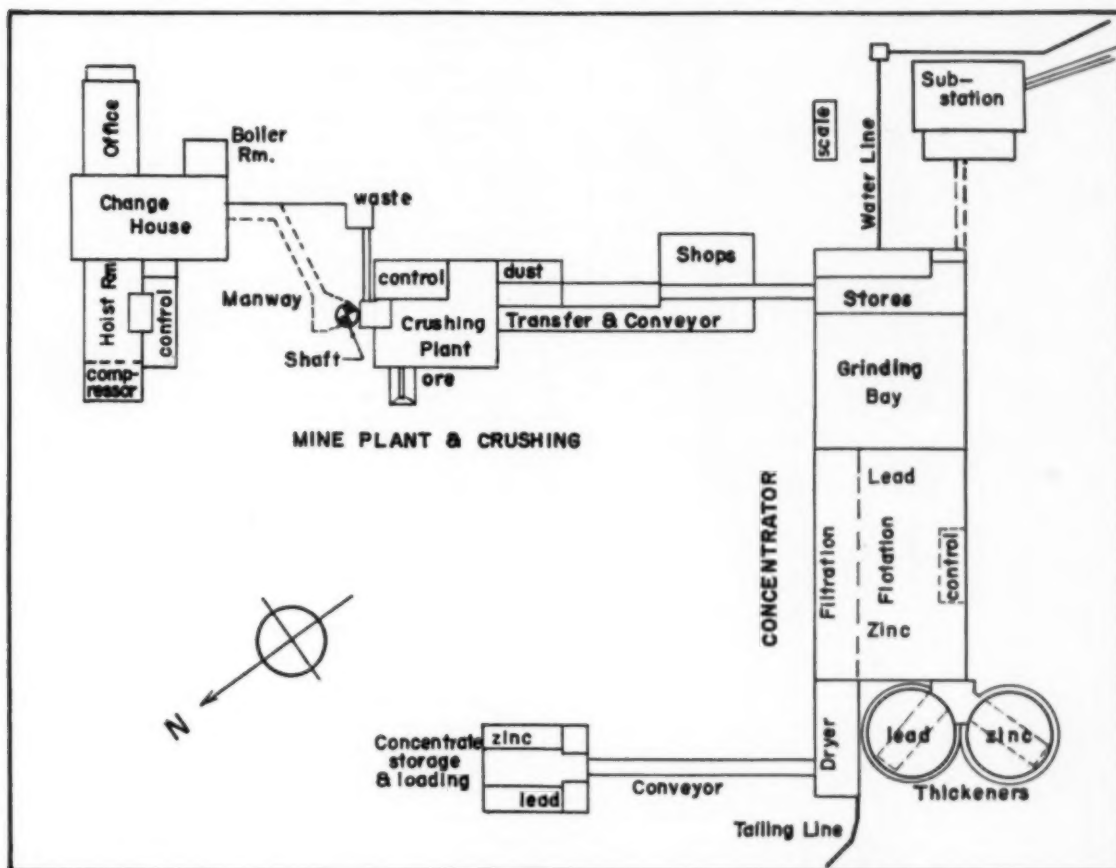 Office
Boiler
Rm.
Change
House
waste
Hoist Rm
control
comp-
ressor
Manway
Shaft
control
dust
Crushing
Plant
ore
Transfer & Conveyor
Shops
MINE PLANT & CRUSHING
scale
Water Line
Sub-
station
Stores
Grinding
Bay
CONCENTRATOR
Filtration
Lead
Flotation
Zinc
control
Dryer
lead
zinc
Thickeners
N
Concentrate
storage
& loading
zinc
lead
Conveyor
Tailing Line